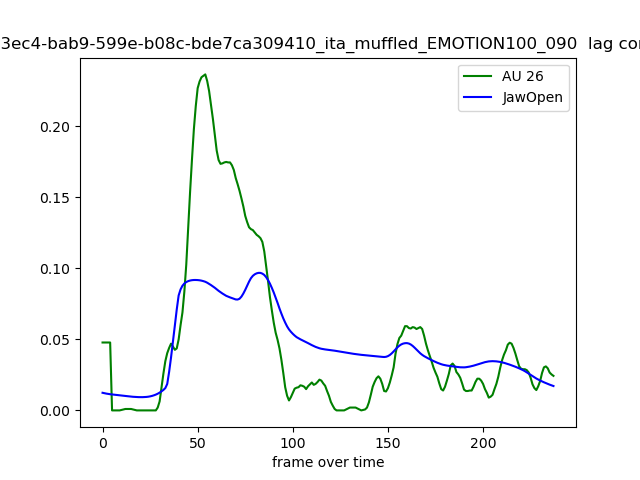 3ec4-bab9-599e-b08c-bde7ca309410_ita_muffled_EMOTION100_090 lag
AU 26
JawOpen
0.20
0.15
0.10
0.05
0.00
0 50 100 150 200
frame over time